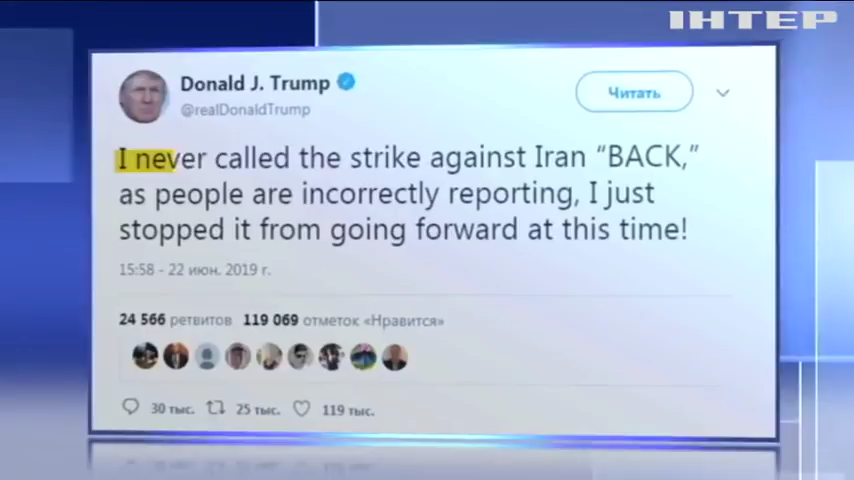 ІНТЕР
Donald J. Trump
Читать
@realDonaldTrump
I never called the strike against Iran “BACK,”
as people are incorrectly reporting, I just
stopped it from going forward at this time!
15:58 - 22 июн. 2019 г.
24 566 ретвитов 119 069 отметок «Нравится»
30 тыс. 25 тыс. 119 тыс.